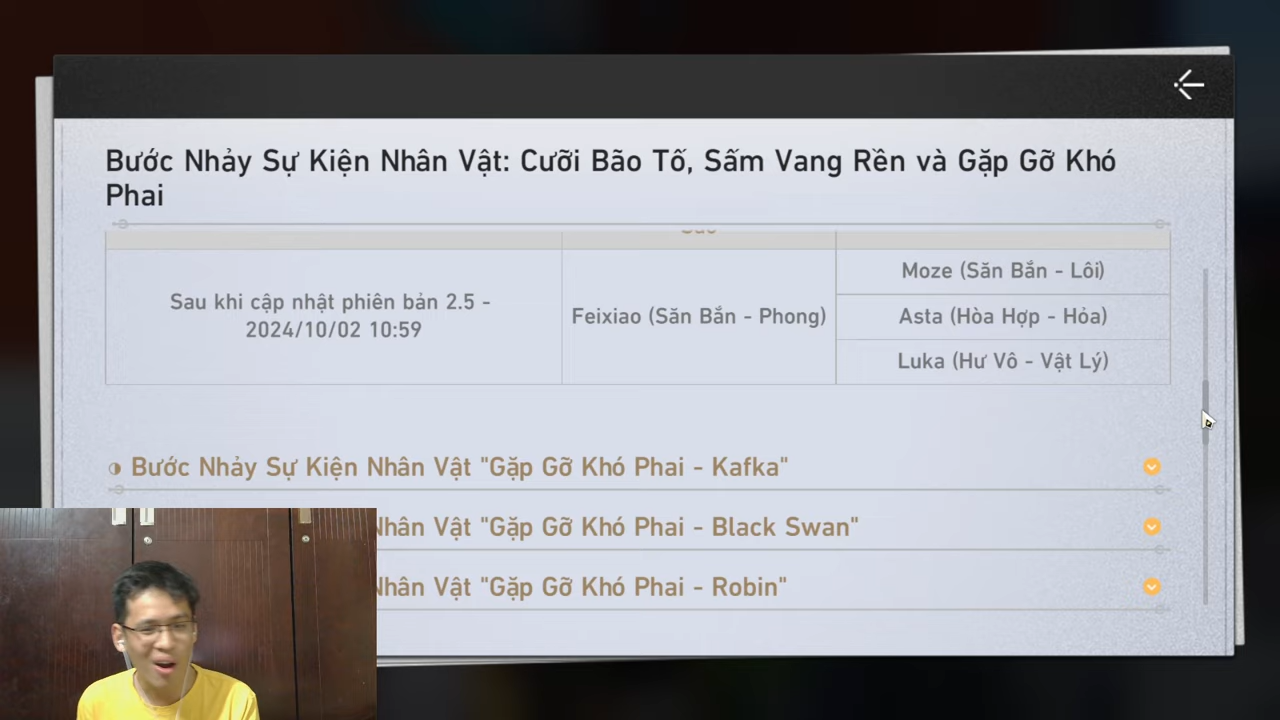 Bước Nhảy Sự Kiện Nhân Vật: Cưỡi Bão Tố, Sấm Vang Rền và Gặp Gỡ Khó
Phai
Sau khi cập nhật phiên bản 2.5 -
2024/10/02 10:59
Feixiao (Săn Bắn - Phong)
Moze (Săn Bắn - Lôi)
Asta (Hòa Hợp - Hỏa)
Luka (Hư Vô - Vật Lý)
Bước Nhảy Sự Kiện Nhân Vật "Gặp Gỡ Khó Phai - Kafka"
Nhân Vật "Gặp Gỡ Khó Phai - Black Swan"
Nhân Vật "Gặp Gỡ Khó Phai - Robin"